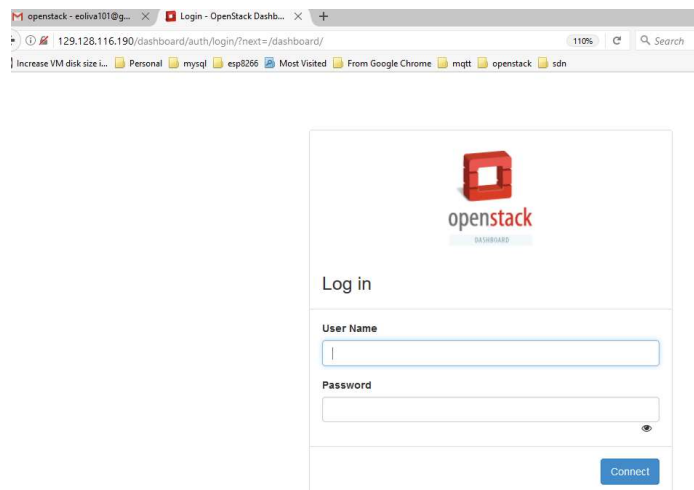 openstack - eoliva101@g... Login - OpenStack Dashb...
129.128.116.190/dashboard/auth/login/?next=/dashboard/ 110% Search
Increase VM disk size i... Personal mysql esp8266 Most Visited From Google Chrome mqtt openstack sdn
openstack
DASHBOARD
Log in
User Name
Password
Connect